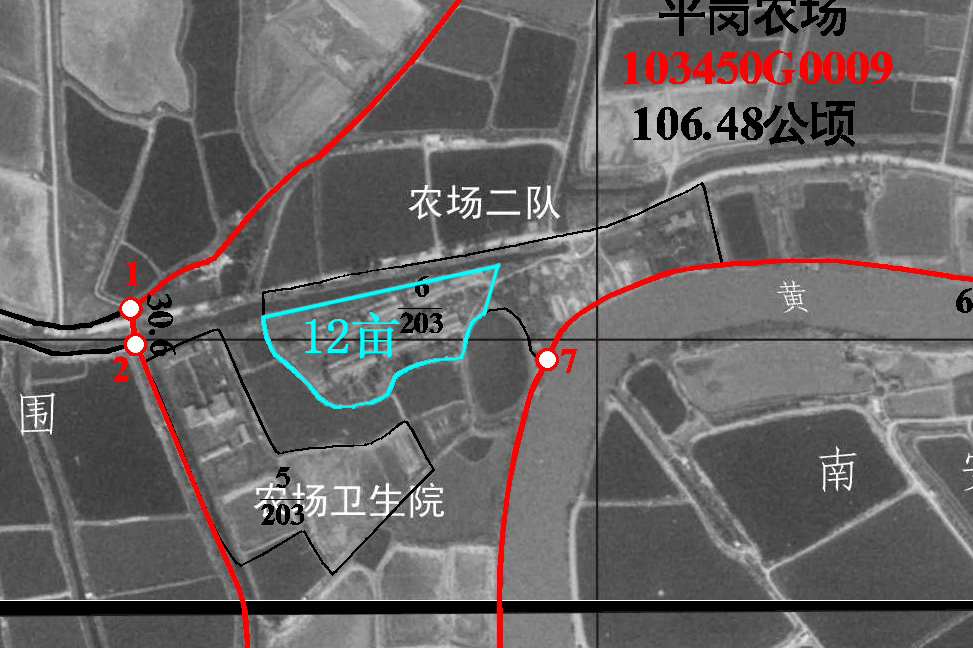 平岗农场
103450G0009
106.48公顷
农场二队
1
30.6
6
203
黄
6
12亩
2
7
围
南
5
203
农场卫生院